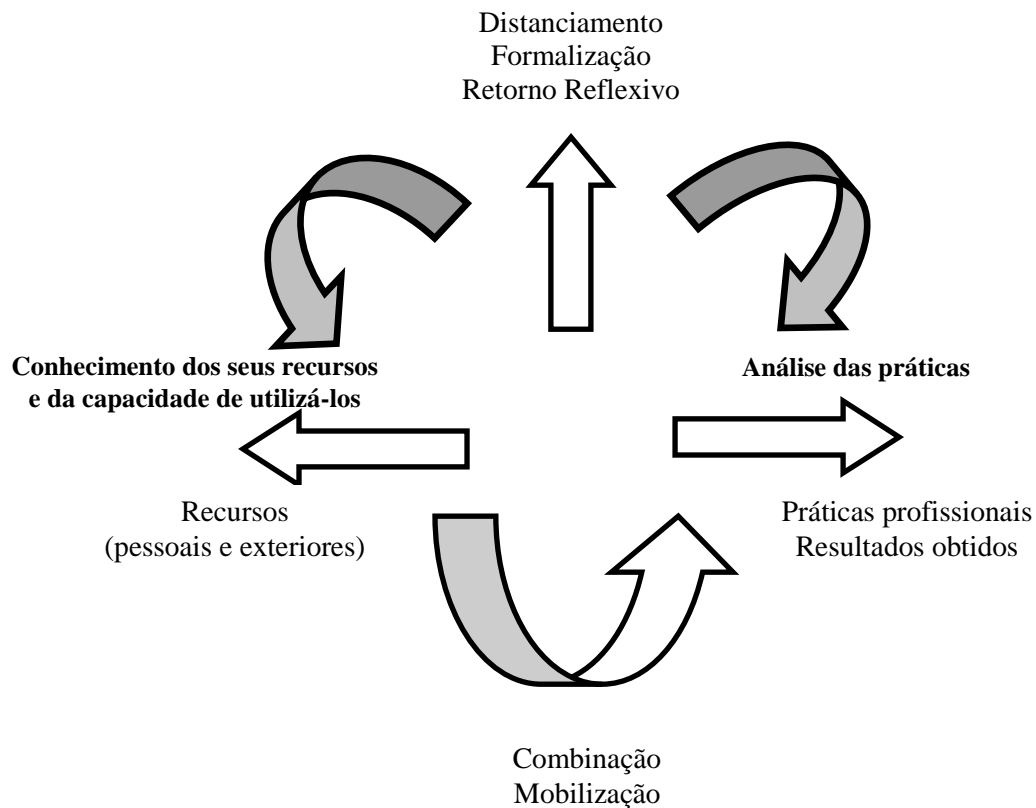 Distanciamento
Formalização
Retorno Reflexivo
Conhecimento dos seus recursos
e da capacidade de utilizá-los
Análise das práticas
Recursos
(pessoais e exteriores)
Práticas profissionais
Resultados obtidos
Combinação
Mobilização